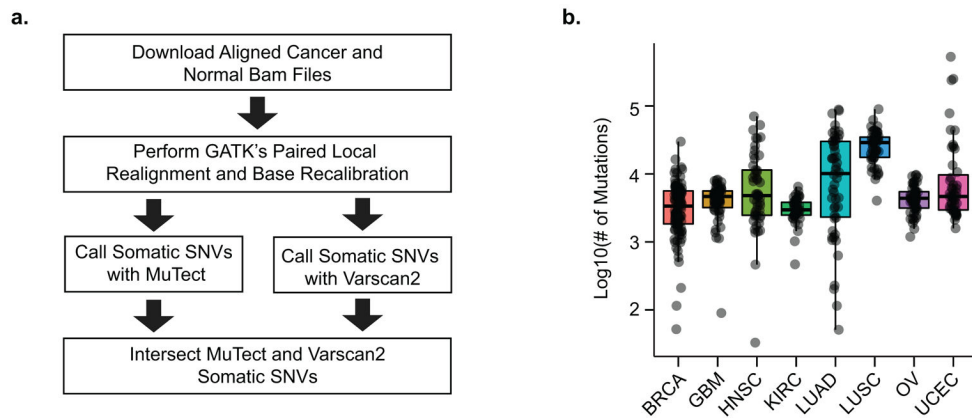 a.
Download Aligned Cancer and
Normal Bam Files
Perform GATK's Paired Local
Realignment and Base Recalibration
Call Somatic SNVs
with MuTect
Call Somatic SNVs
with Varscan2
Intersect MuTect and Varscan2
Somatic SNVs
b.
Log10(# of Mutations)
5
4
3
2
BRCA
GBM
HNSC
KIRC
LUAD
LUSC
OV
UCEC